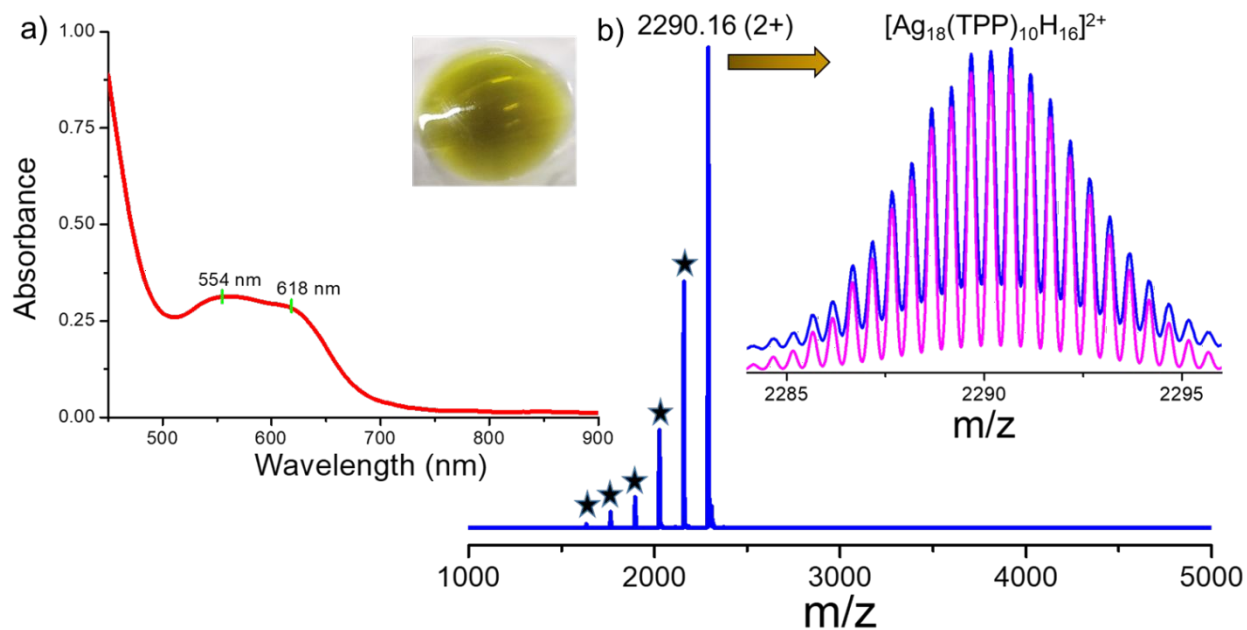 a)
1.00
0.75
0.50
0.25
0.00
Absorbance
554 nm
618 nm
500
600
700
800
900
Wavelength (nm)
b)
2290.16 (2+)
[Ag₁₈(TPP)₁₀H₁₆]²⁺
2285
2290
2295
m/z
1000
2000
3000
4000
5000
m/z